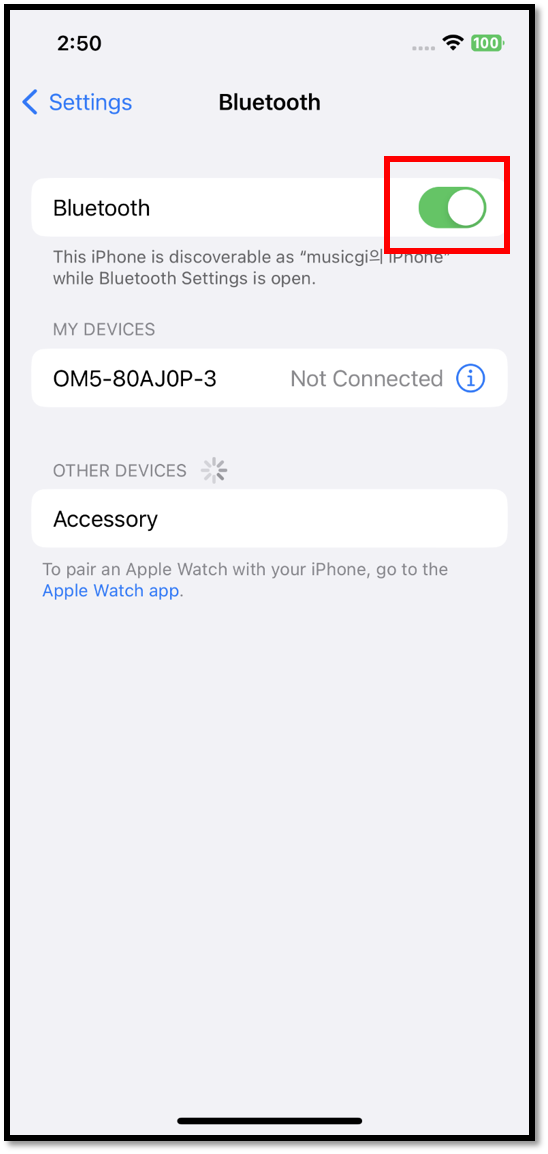 2:50
100
Settings
Bluetooth
Bluetooth
This iPhone is discoverable as “musicgi의 iPhone”
while Bluetooth Settings is open.
MY DEVICES
OM5-80AJ0P-3 Not Connected
OTHER DEVICES
Accessory
To pair an Apple Watch with your iPhone, go to the
Apple Watch app.